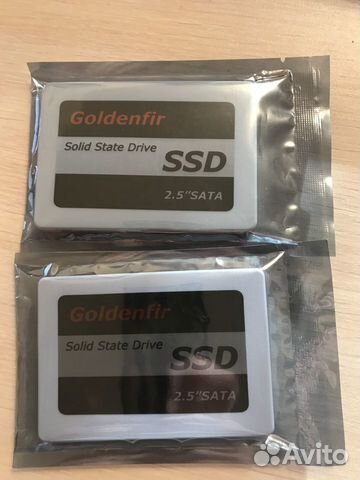 Goldenfir
Solid State Drive
SSD
2.5"SATA
Goldenfir
Solid State Drive
SSD
2.5"SATA
Avito